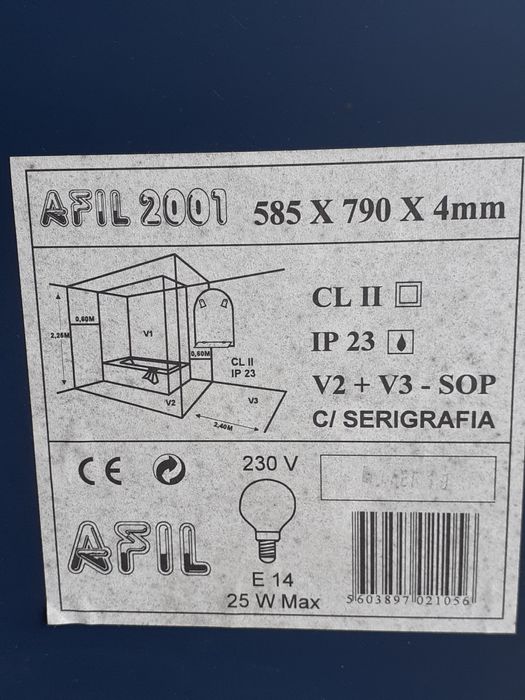 AFIL 2001 585 X 790 X 4mm
2,25M
0,60M
V1
0,60M
CL II
IP 23
V2
V3
2,40M
CL II
IP 23
V2 + V3 - SOP
C/ SERIGRAFIA
CE
230 V
AFIL
E 14
25 W Max
5603897021056